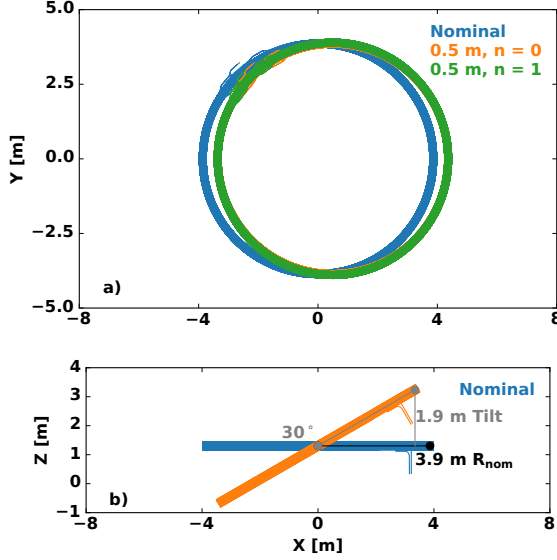 5.0
2.5
0.0
−2.5
−5.0
Y [m]
Nominal
0.5 m, n = 0
0.5 m, n = 1
a)
−8 −4 0 4 8
4
3
2
1
0
−1
Z [m]
Nominal
1.9 m Tilt
30°
3.9 m Rnom
b)
−8 −4 0 4 8
X [m]